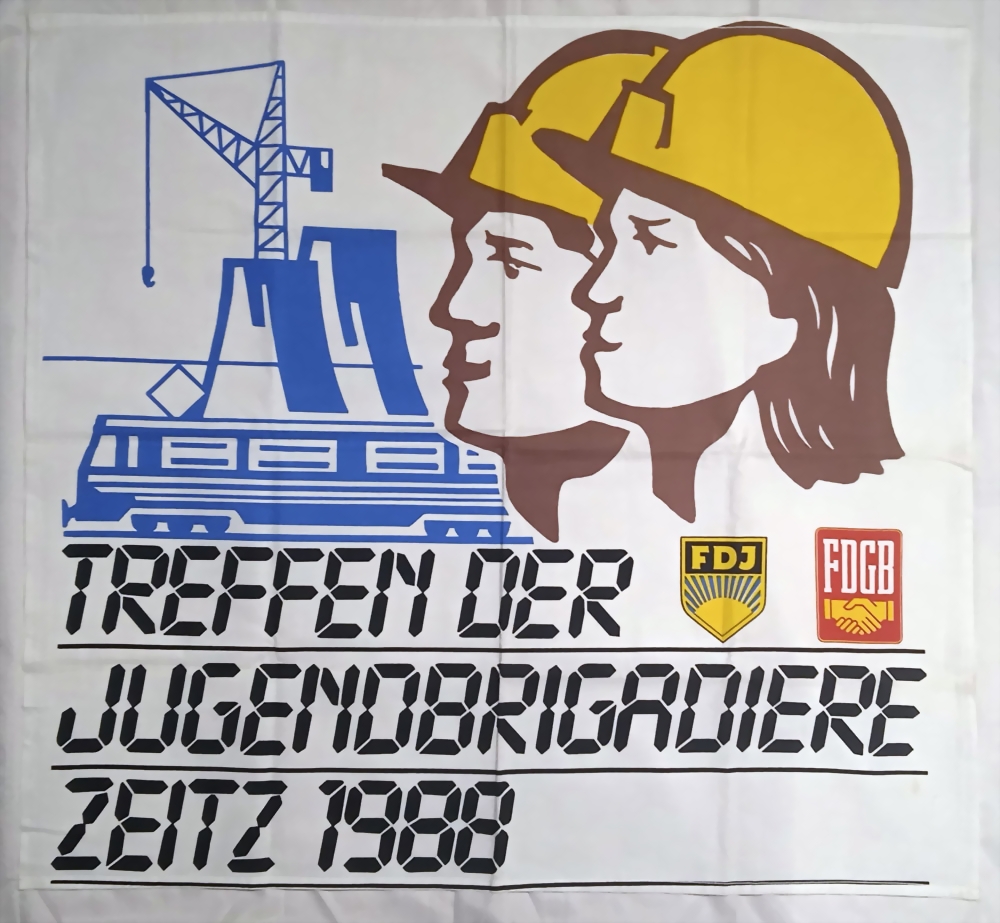 TREFFEN DER
FDJ
FDGB
JUGENDBRIGADIERE
ZEITZ 1988